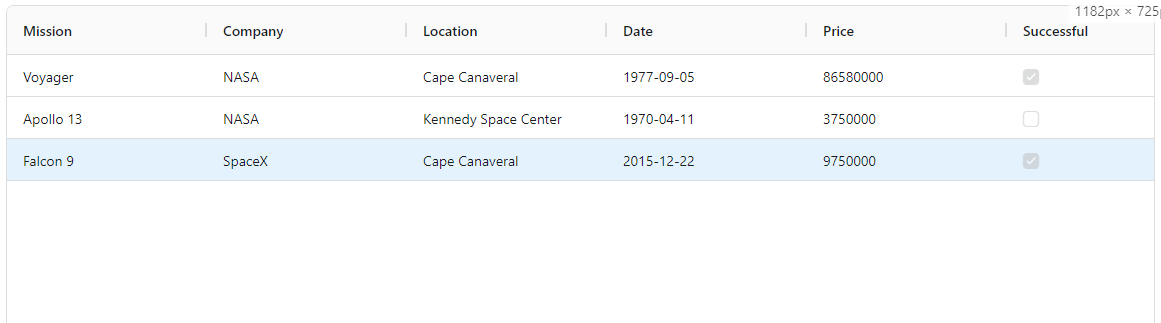 1182px × 725
Mission Company Location Date Price Successful
Voyager NASA Cape Canaveral 1977-09-05 86580000
Apollo 13 NASA Kennedy Space Center 1970-04-11 3750000
Falcon 9 SpaceX Cape Canaveral 2015-12-22 9750000